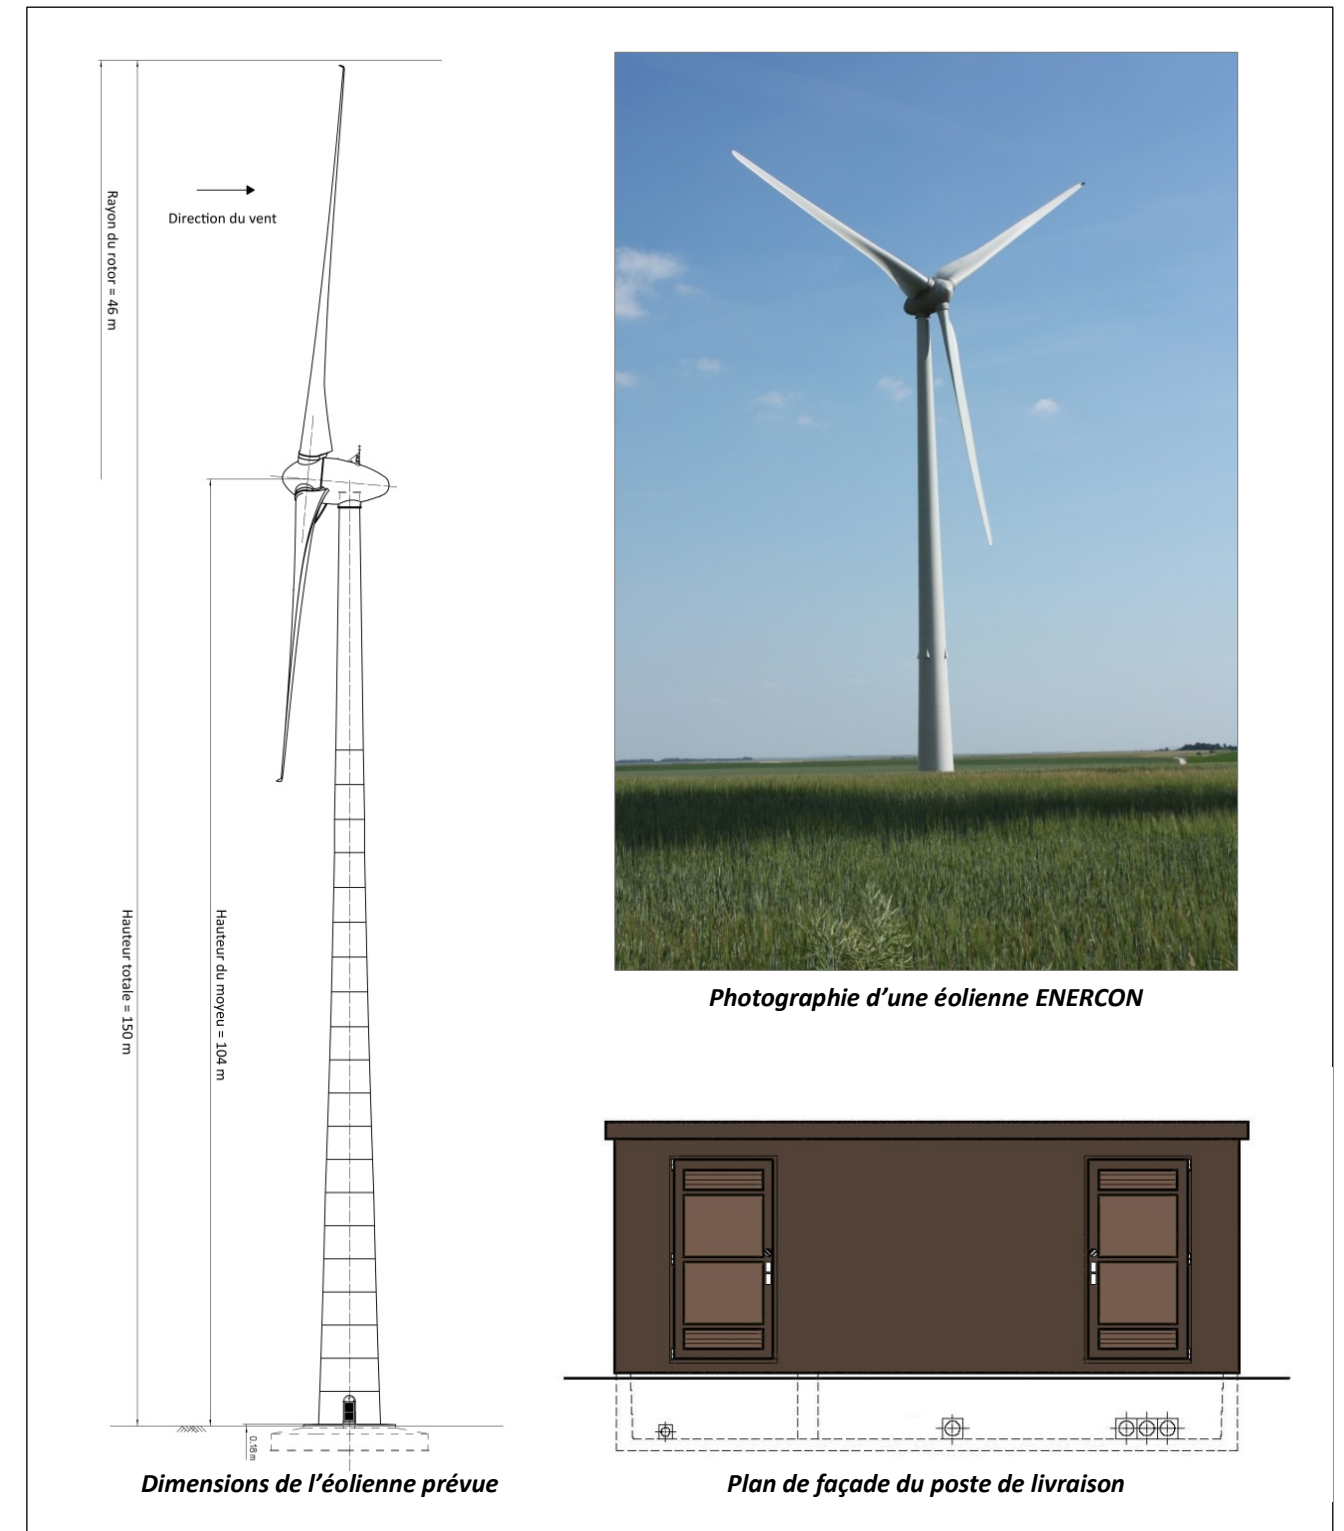 Rayon du rotor = 46 m
Direction du vent
Hauteur totale = 150 m
Hauteur du moyeu = 104 m
0.18 m
Dimensions de l’éolienne prévue
Photographie d’une éolienne ENERCON
Plan de façade du poste de livraison